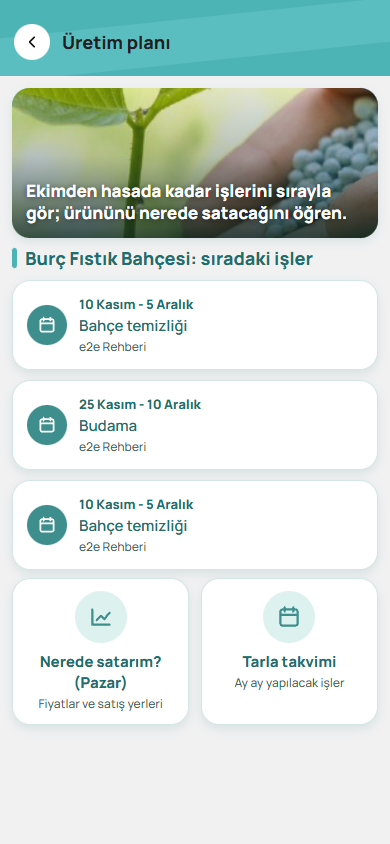 Üretim planı
Ekimden hasada kadar işlerini sırayla
gör; ürününü nerede satacağını öğren.
Burç Fıstık Bahçesi: sıradaki işler
10 Kasım - 5 Aralık
Bahçe temizliği
e2e Rehberi
25 Kasım - 10 Aralık
Budama
e2e Rehberi
10 Kasım - 5 Aralık
Bahçe temizliği
e2e Rehberi
Nerede satarım?
(Pazar)
Fiyatlar ve satış yerleri
Tarla takvimi
Ay ay yapılacak işler